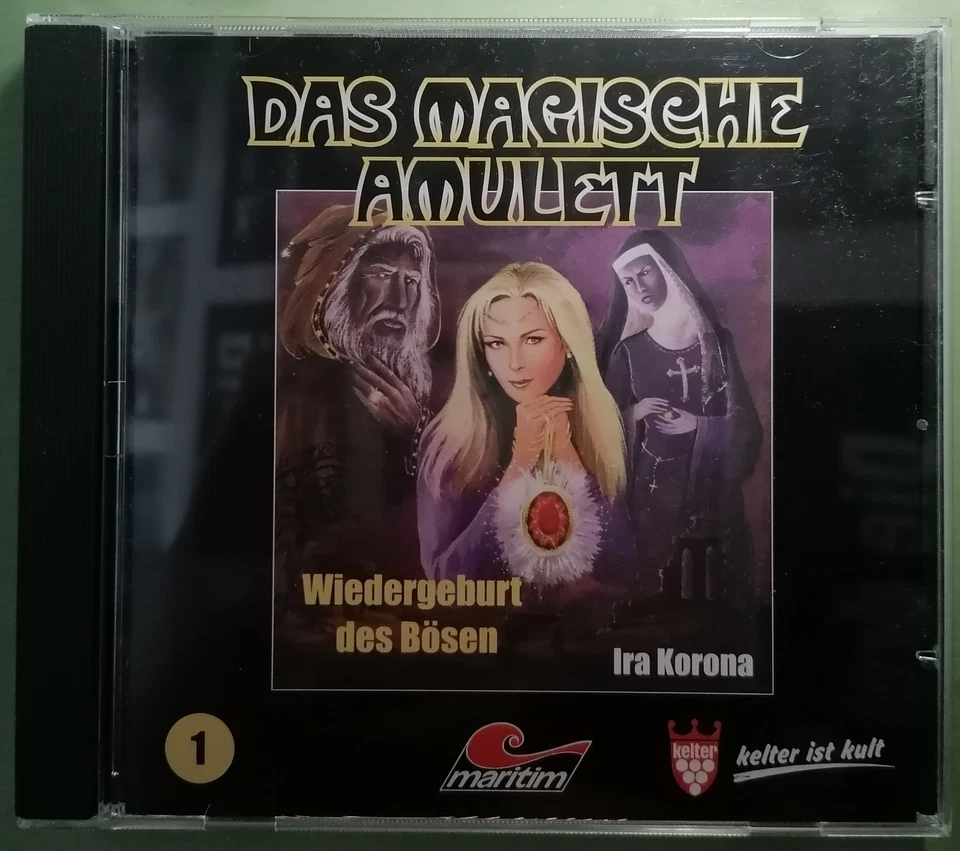 DAS MAGISCHE
AMULETT
Wiedergeburt
des Bösen
Ira Korona
1
maritim
kelter
kelter ist kult